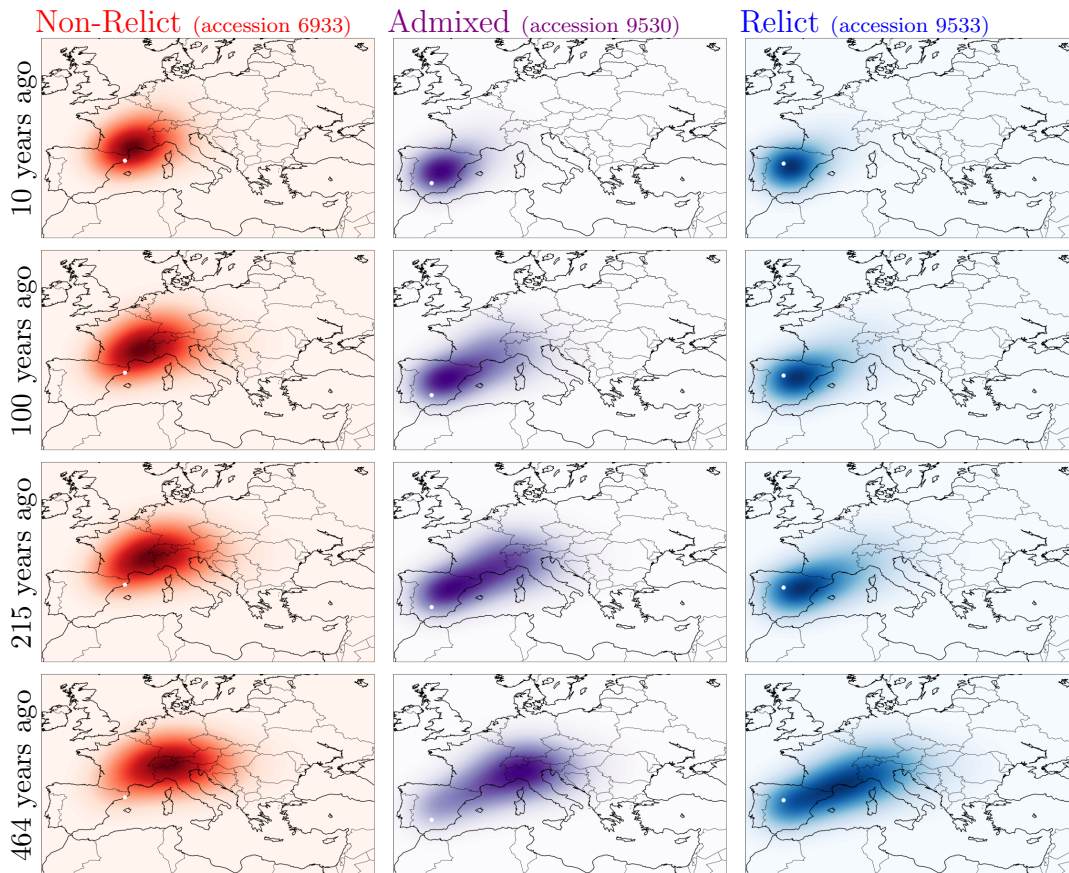 Non-Relict (accession 6933)
Admixed (accession 9530)
Relict (accession 9533)
10 years ago
100 years ago
215 years ago
464 years ago